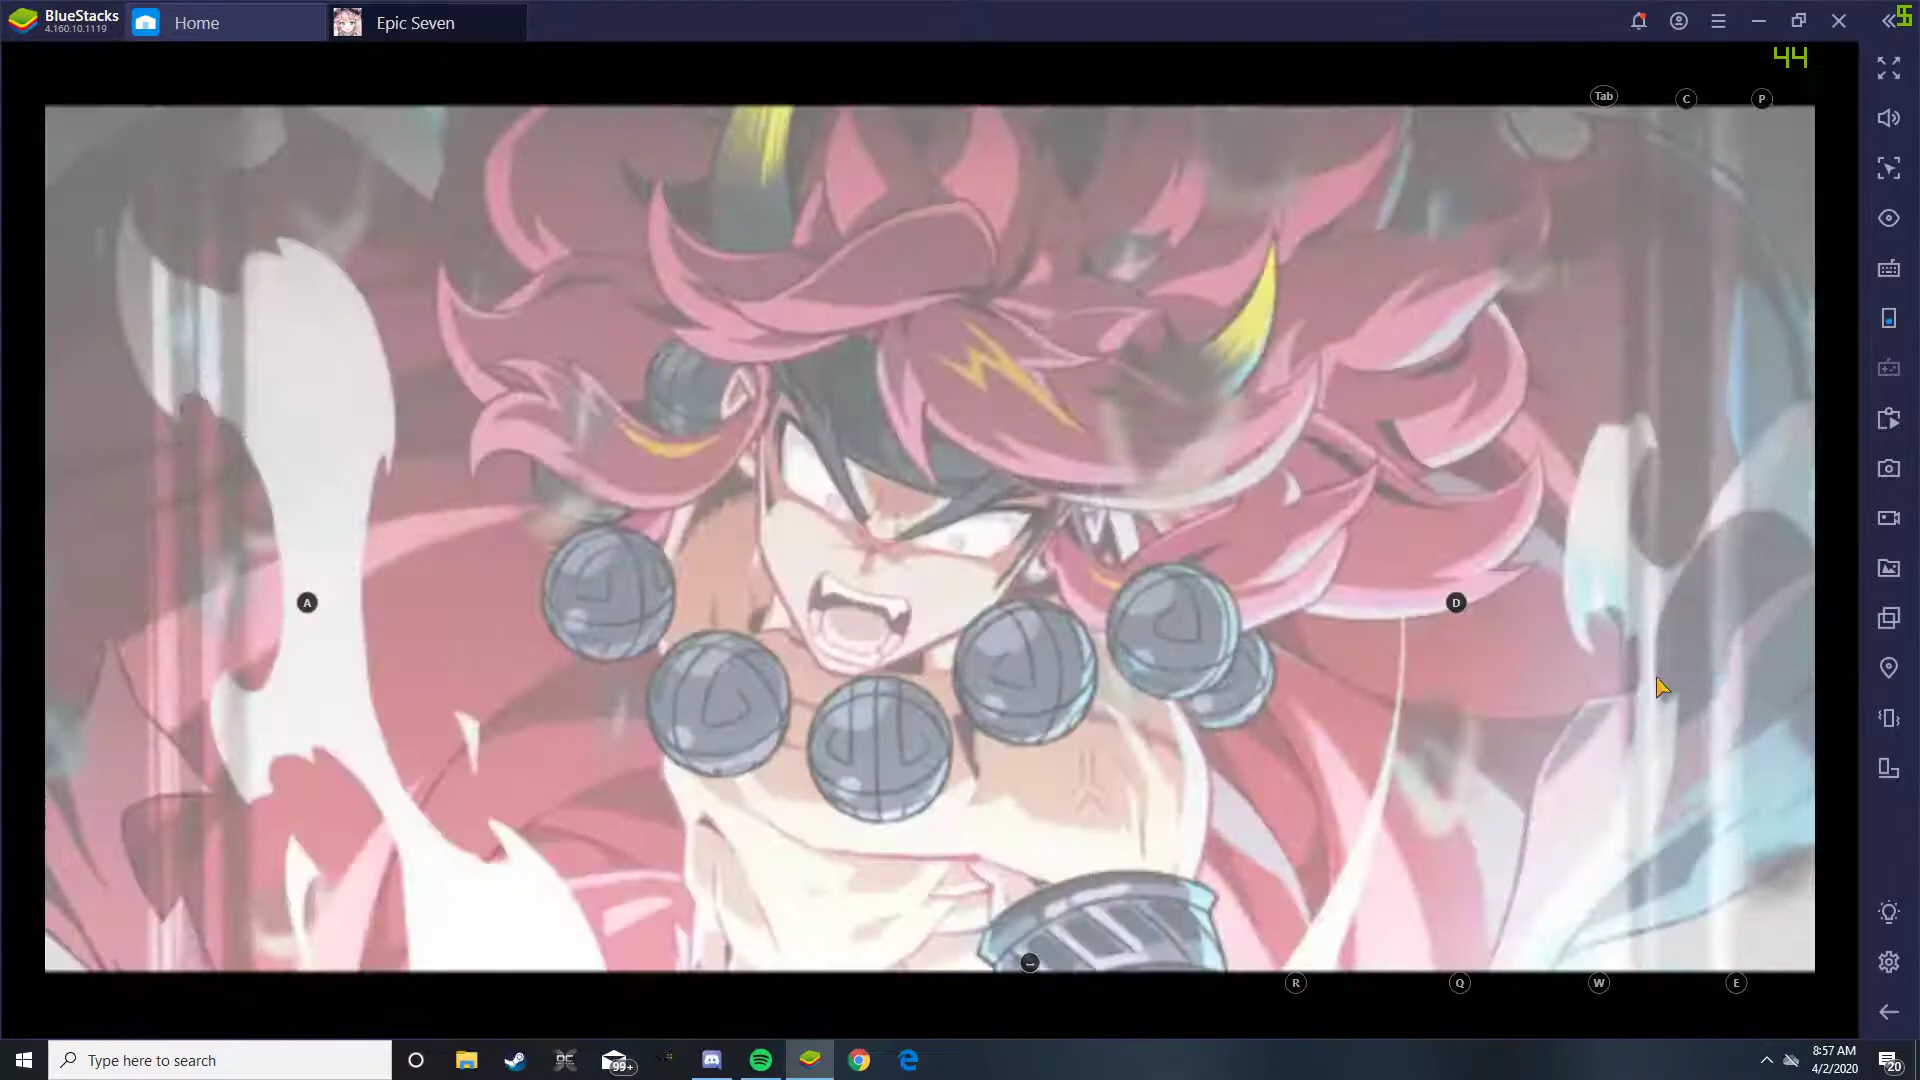 BlueStacks
4.160.10.1119
Home
Epic Seven
44
Tab
C
P
A
D
R
Q
W
E
Type here to search
99+
8:57 AM
4/2/2020
20